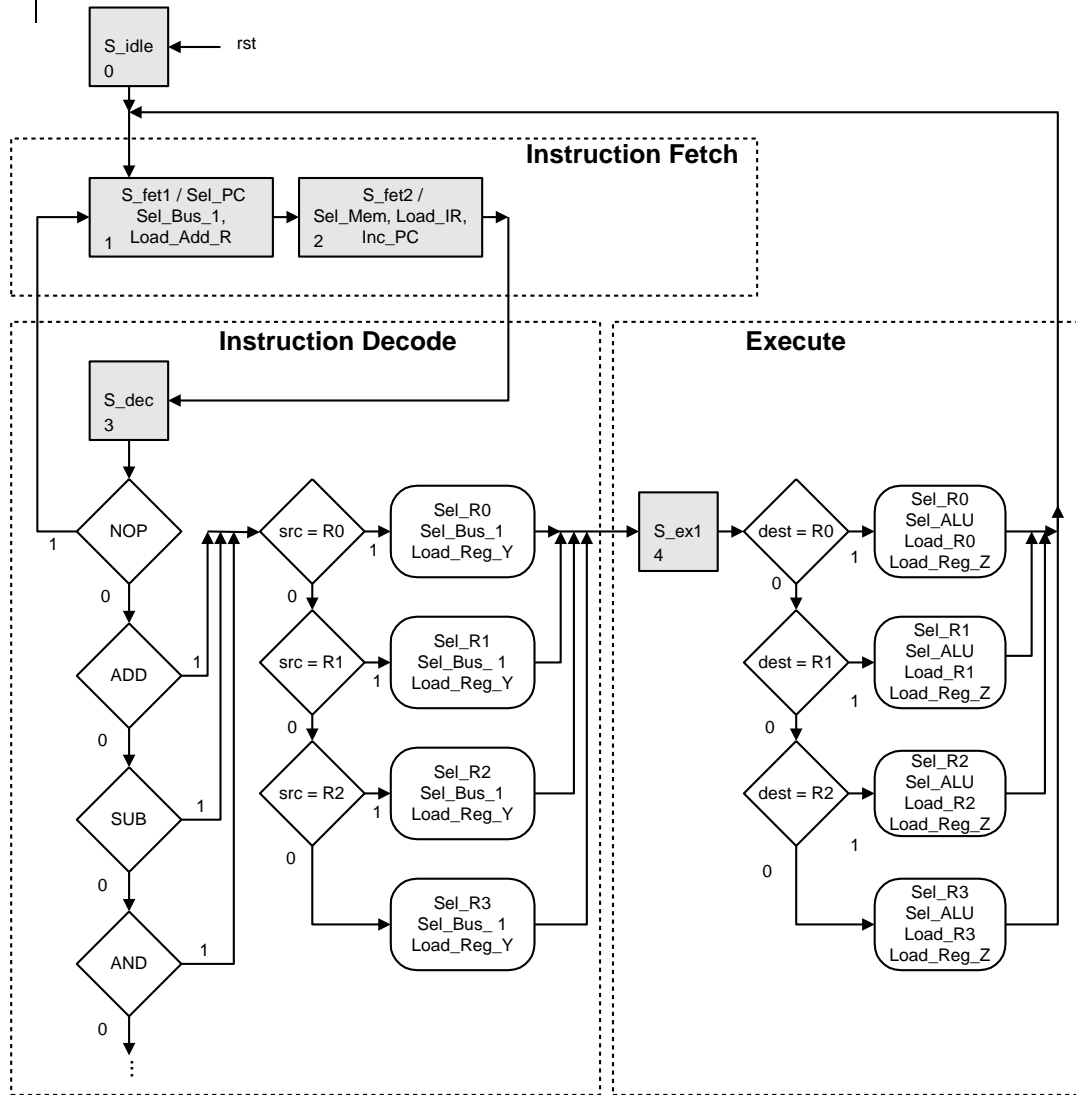 S_idle
0
rst
Instruction Fetch
S_fet1 / Sel_PC
Sel_Bus_1,
Load_Add_R
1
S_fet2 /
Sel_Mem, Load_IR,
Inc_PC
2
Instruction Decode
S_dec
3
NOP
1
0
ADD
1
0
SUB
1
0
AND
1
0
...
src = R0
1
0
Sel_R0
Sel_Bus_1
Load_Reg_Y
src = R1
1
0
Sel_R1
Sel_Bus_ 1
Load_Reg_Y
src = R2
1
0
Sel_R2
Sel_Bus_1
Load_Reg_Y
Sel_R3
Sel_Bus_ 1
Load_Reg_Y
Execute
S_ex1
4
dest = R0
1
0
Sel_R0
Sel_ALU
Load_R0
Load_Reg_Z
dest = R1
1
0
Sel_R1
Sel_ALU
Load_R1
Load_Reg_Z
dest = R2
1
0
Sel_R2
Sel_ALU
Load_R2
Load_Reg_Z
Sel_R3
Sel_ALU
Load_R3
Load_Reg_Z